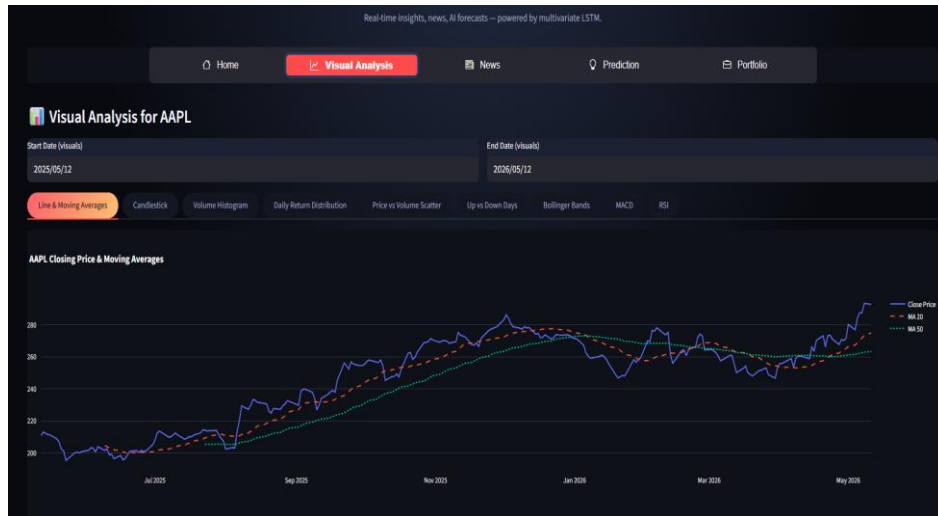 Real-time insights, news, AI forecasts — powered by multivariate LSTM.
Home Visual Analysis News Prediction Portfolio
Visual Analysis for AAPL
Start Date (visuals) End Date (visuals)
2025/05/12 2026/05/12
Line & Moving Averages Candlestick Volume Histogram Daily Return Distribution Price vs Volume Scatter Up vs Down Days Bollinger Bands MACD RSI
AAPL Closing Price & Moving Averages
Close Price
MA 20
MA 50
280
260
240
220
200
Jul 2025 Sep 2025 Nov 2025 Jan 2026 Mar 2026 May 2026